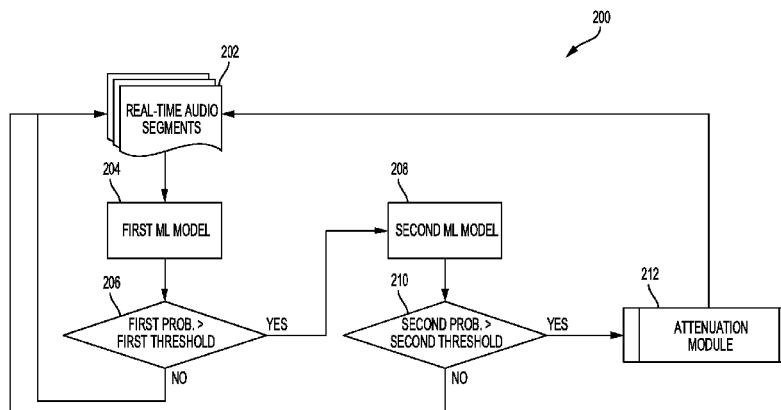 200
202
REAL-TIME AUDIO
SEGMENTS
204
FIRST ML MODEL
208
SECOND ML MODEL
206
FIRST PROB. >
FIRST THRESHOLD
YES
NO
210
SECOND PROB. >
SECOND THRESHOLD
YES
NO
212
ATTENUATION
MODULE